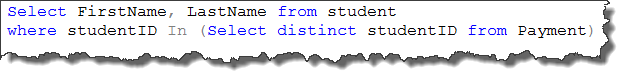 Select FirstName, LastName from student
where studentID In (Select distinct studentID from Payment)